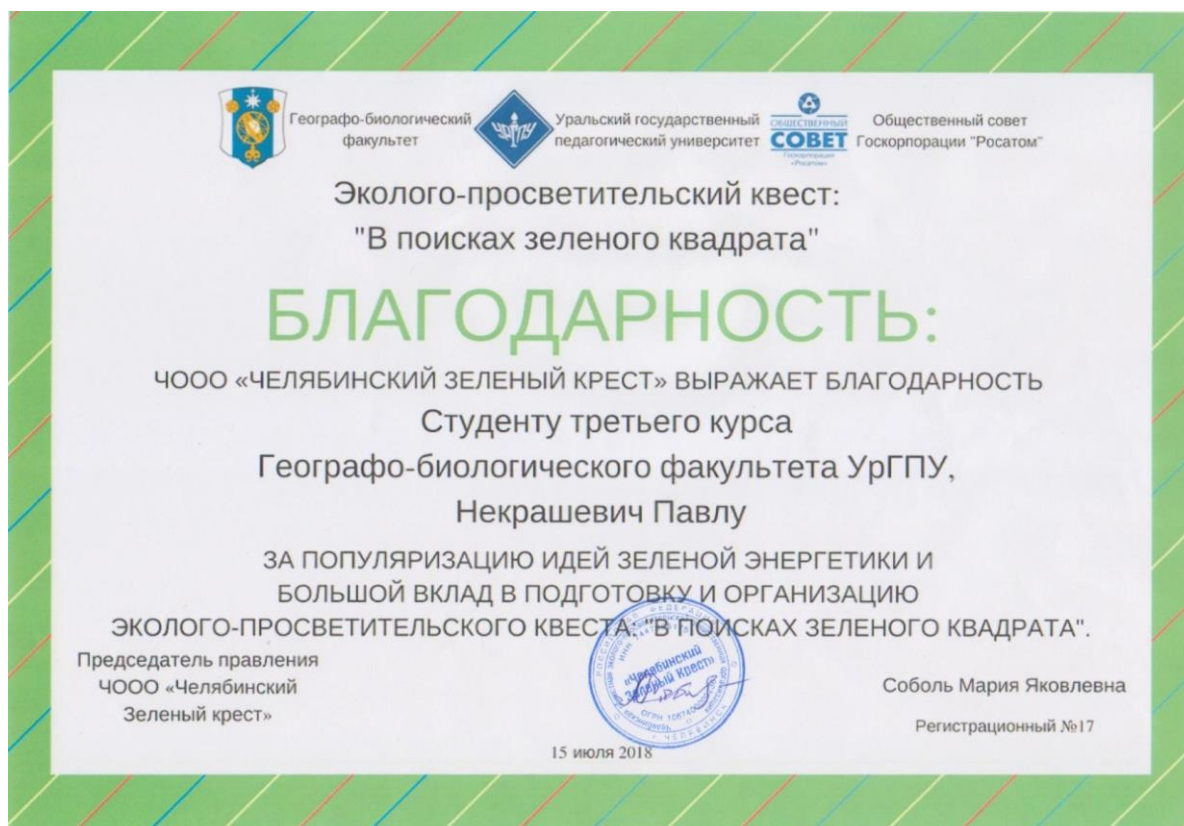 Географо-биологический
факультет
УрГПУ
Уральский государственный
педагогический университет
ОБЩЕСТВЕННЫЙ
СОВЕТ
Госкорпорация
«Росатом»
Общественный совет
Госкорпорации "Росатом"
Эколого-просветительский квест:
"В поисках зеленого квадрата"
БЛАГОДАРНОСТЬ:
ЧООО «ЧЕЛЯБИНСКИЙ ЗЕЛЕНЫЙ КРЕСТ» ВЫРАЖАЕТ БЛАГОДАРНОСТЬ
Студенту третьего курса
Географо-биологического факультета УрГПУ,
Некрашевич Павлу
ЗА ПОПУЛЯРИЗАЦИЮ ИДЕЙ ЗЕЛЕНОЙ ЭНЕРГЕТИКИ И
БОЛЬШОЙ ВКЛАД В ПОДГОТОВКУ И ОРГАНИЗАЦИЮ
ЭКОЛОГО-ПРОСВЕТИТЕЛЬСКОГО КВЕСТА: "В ПОИСКАХ ЗЕЛЕНОГО КВАДРАТА".
Председатель правления
ЧООО «Челябинский
Зеленый крест»
«Челябинский
Зеленый Крест»
Соболь Мария Яковлевна
Регистрационный №17
15 июля 2018